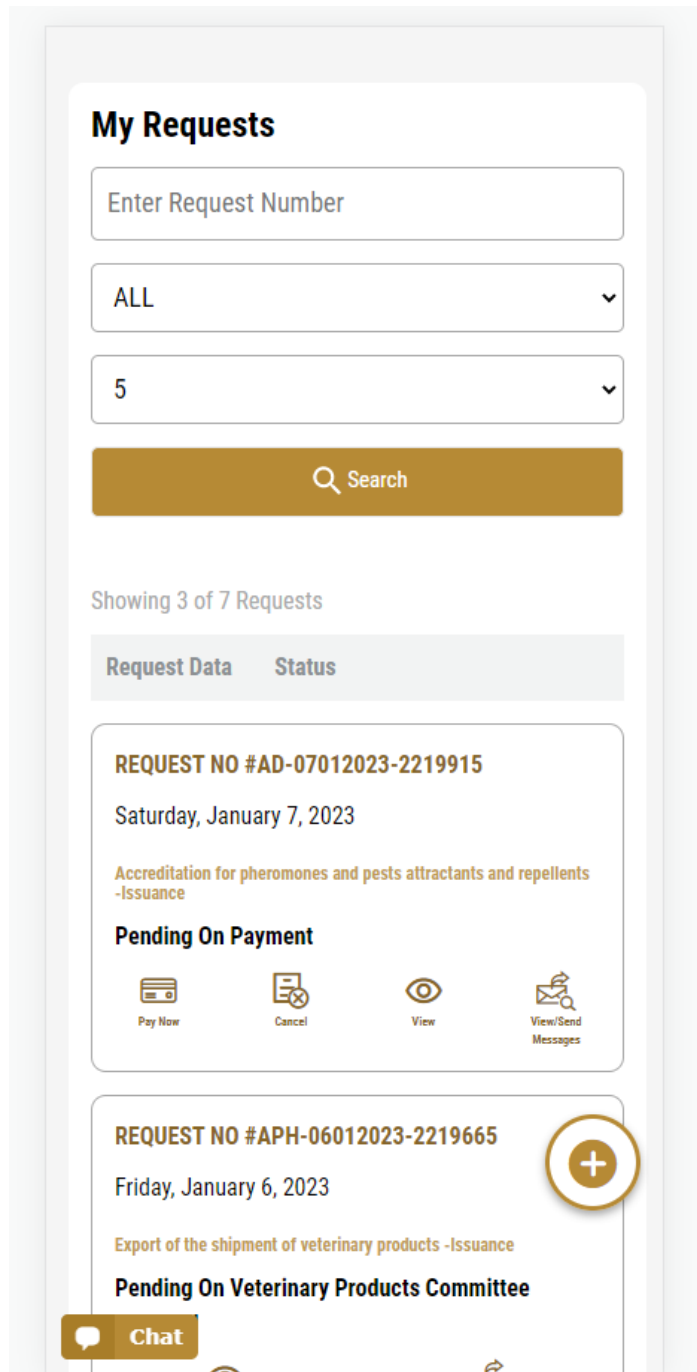 My Requests
Enter Request Number
ALL
5
Search
Showing 3 of 7 Requests
Request Data Status
REQUEST NO #AD-07012023-2219915
Saturday, January 7, 2023
Accreditation for pheromones and pests attractants and repellents
-Issuance
Pending On Payment
Pay Now Cancel View View/Send
Messages
REQUEST NO #APH-06012023-2219665
Friday, January 6, 2023
Export of the shipment of veterinary products -Issuance
Pending On Veterinary Products Committee
Chat